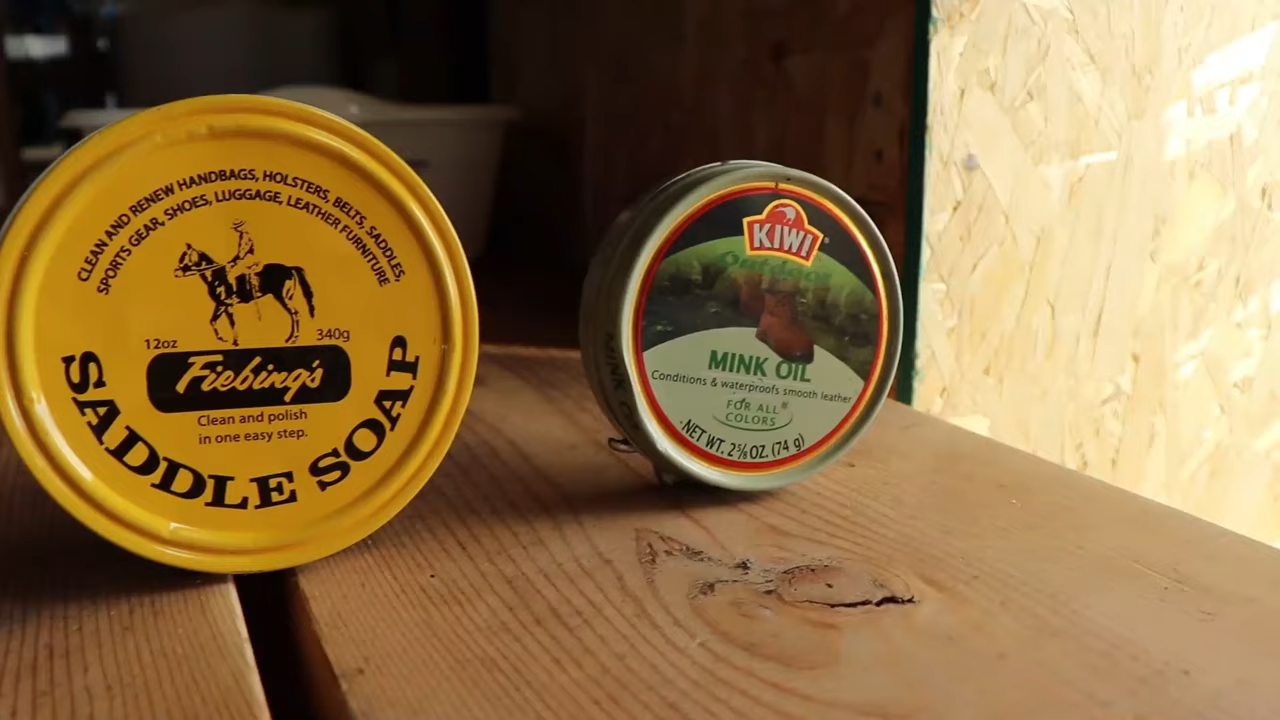 CLEAN AND RENEW HANDBAGS, HOLSTERS, BELTS, SADDLES,
SPORTS GEAR, SHOES, LUGGAGE, LEATHER FURNITURE
12oz 340g
Fiebing's
Clean and polish
in one easy step.
SADDLE SOAP
KIWI
Outdoor
MINK OIL
Conditions & waterproofs smooth leather
FOR ALL
COLORS
NET WT. 2⅝ OZ. (74 g)
MINK